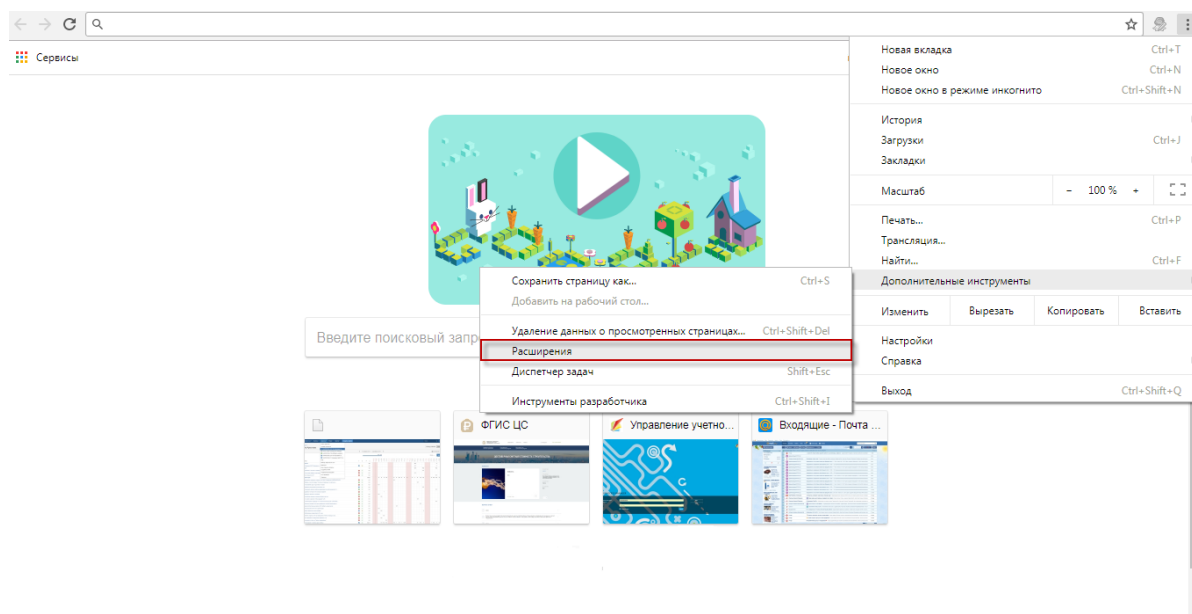 Сервисы
Новая вкладка Ctrl+T
Новое окно Ctrl+N
Новое окно в режиме инкогнито Ctrl+Shift+N
История
Загрузки Ctrl+J
Закладки
Масштаб - 100 % +
Печать... Ctrl+P
Трансляция...
Найти... Ctrl+F
Дополнительные инструменты
Изменить Вырезать Копировать Вставить
Настройки
Справка
Выход Ctrl+Shift+Q
Сохранить страницу как... Ctrl+S
Добавить на рабочий стол...
Удаление данных о просмотренных страницах... Ctrl+Shift+Del
Расширения
Диспетчер задач Shift+Esc
Инструменты разработчика Ctrl+Shift+I
Введите поисковый запр
ФГИС ЦС
Управление учетно...
Входящие - Почта ...